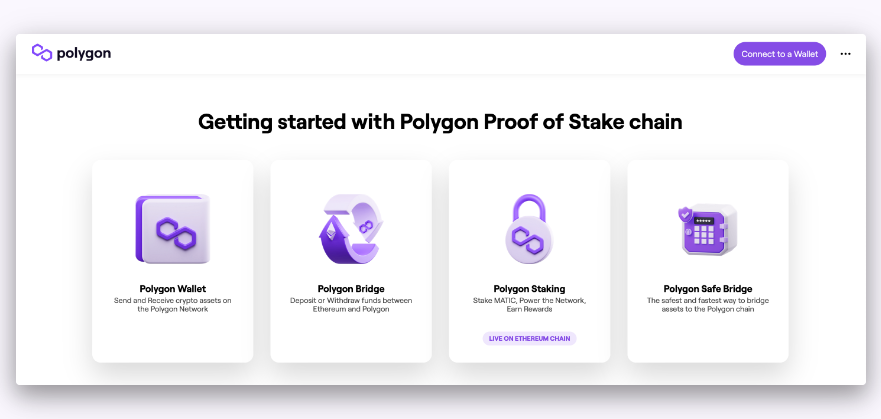 polygon
Connect to a Wallet
Getting started with Polygon Proof of Stake chain
Polygon Wallet
Send and Receive crypto assets on
the Polygon Network
Polygon Bridge
Deposit or Withdraw funds between
Ethereum and Polygon
Polygon Staking
Stake MATIC, Power the Network,
Earn Rewards
LIVE ON ETHEREUM CHAIN
Polygon Safe Bridge
The safest and fastest way to bridge
assets to the Polygon chain